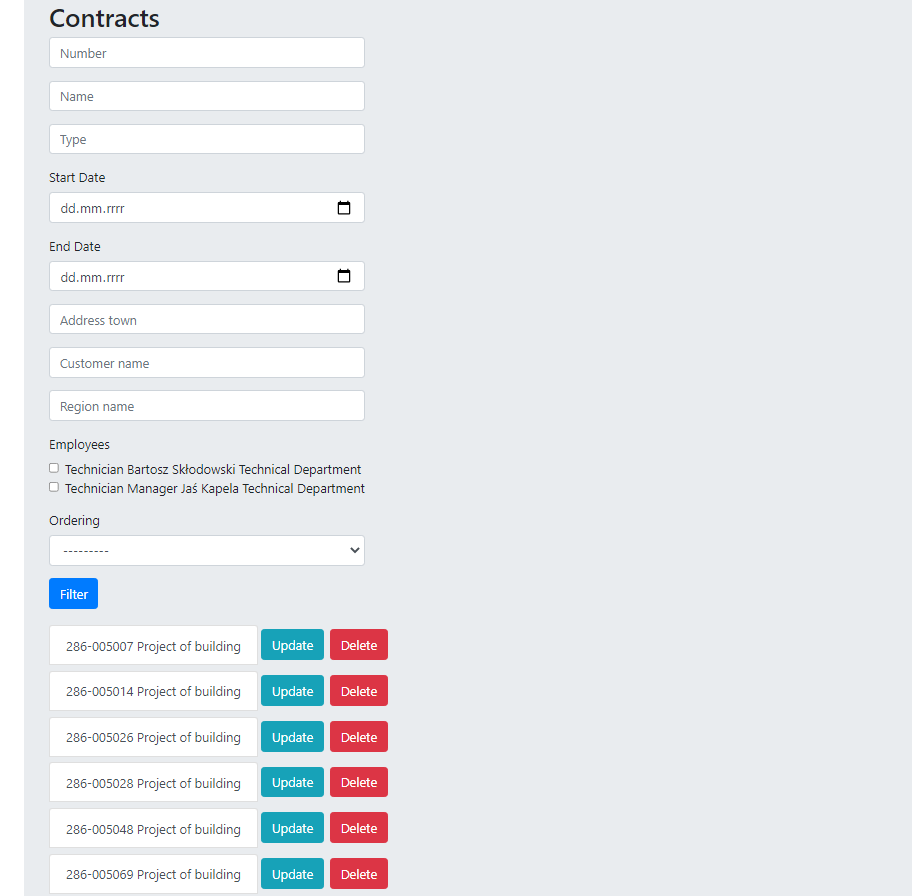 Contracts
Number
Name
Type
Start Date
dd.mm.rrrr
End Date
dd.mm.rrrr
Address town
Customer name
Region name
Employees
Technician Bartosz Skłodowski Technical Department
Technician Manager Jaś Kapela Technical Department
Ordering
---------
Filter
286-005007 Project of building Update Delete
286-005014 Project of building Update Delete
286-005026 Project of building Update Delete
286-005028 Project of building Update Delete
286-005048 Project of building Update Delete
286-005069 Project of building Update Delete